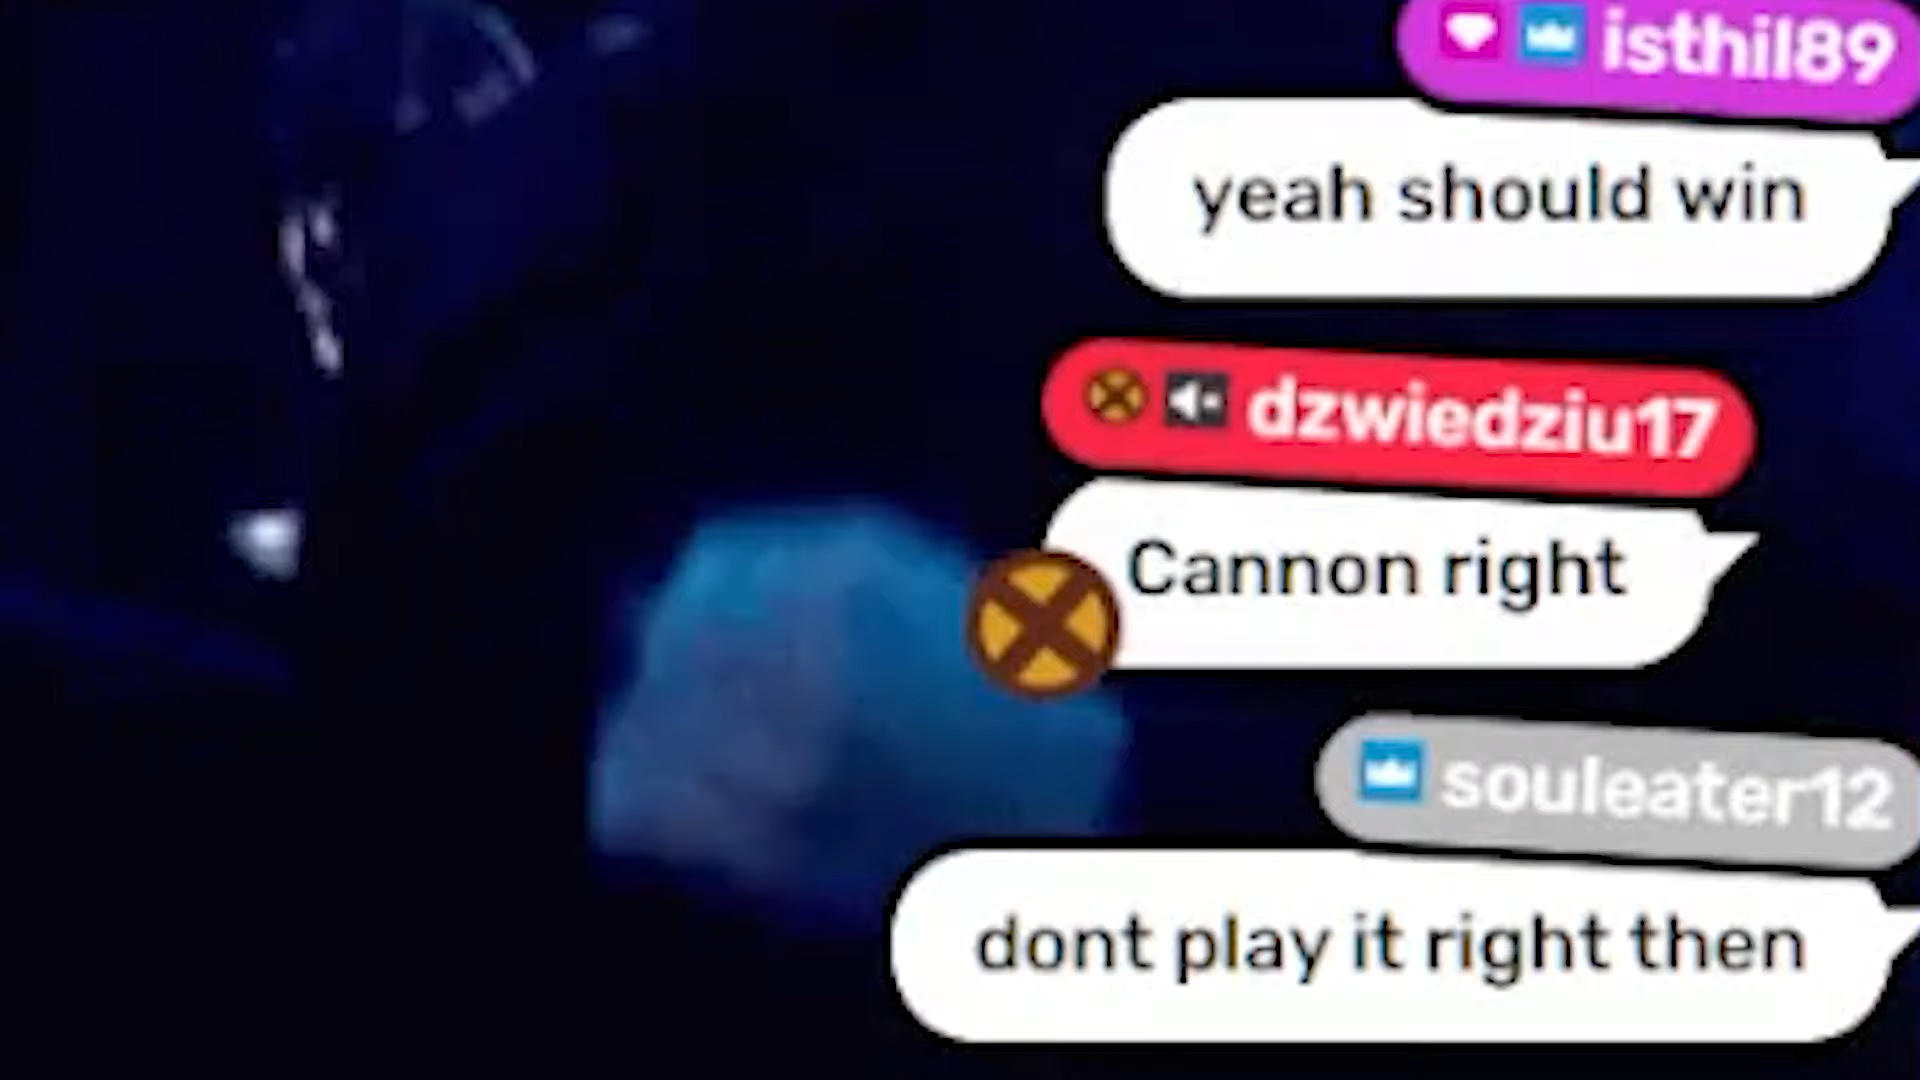 isthil89
yeah should win
dzwiedziu17
Cannon right
souleater12
dont play it right then